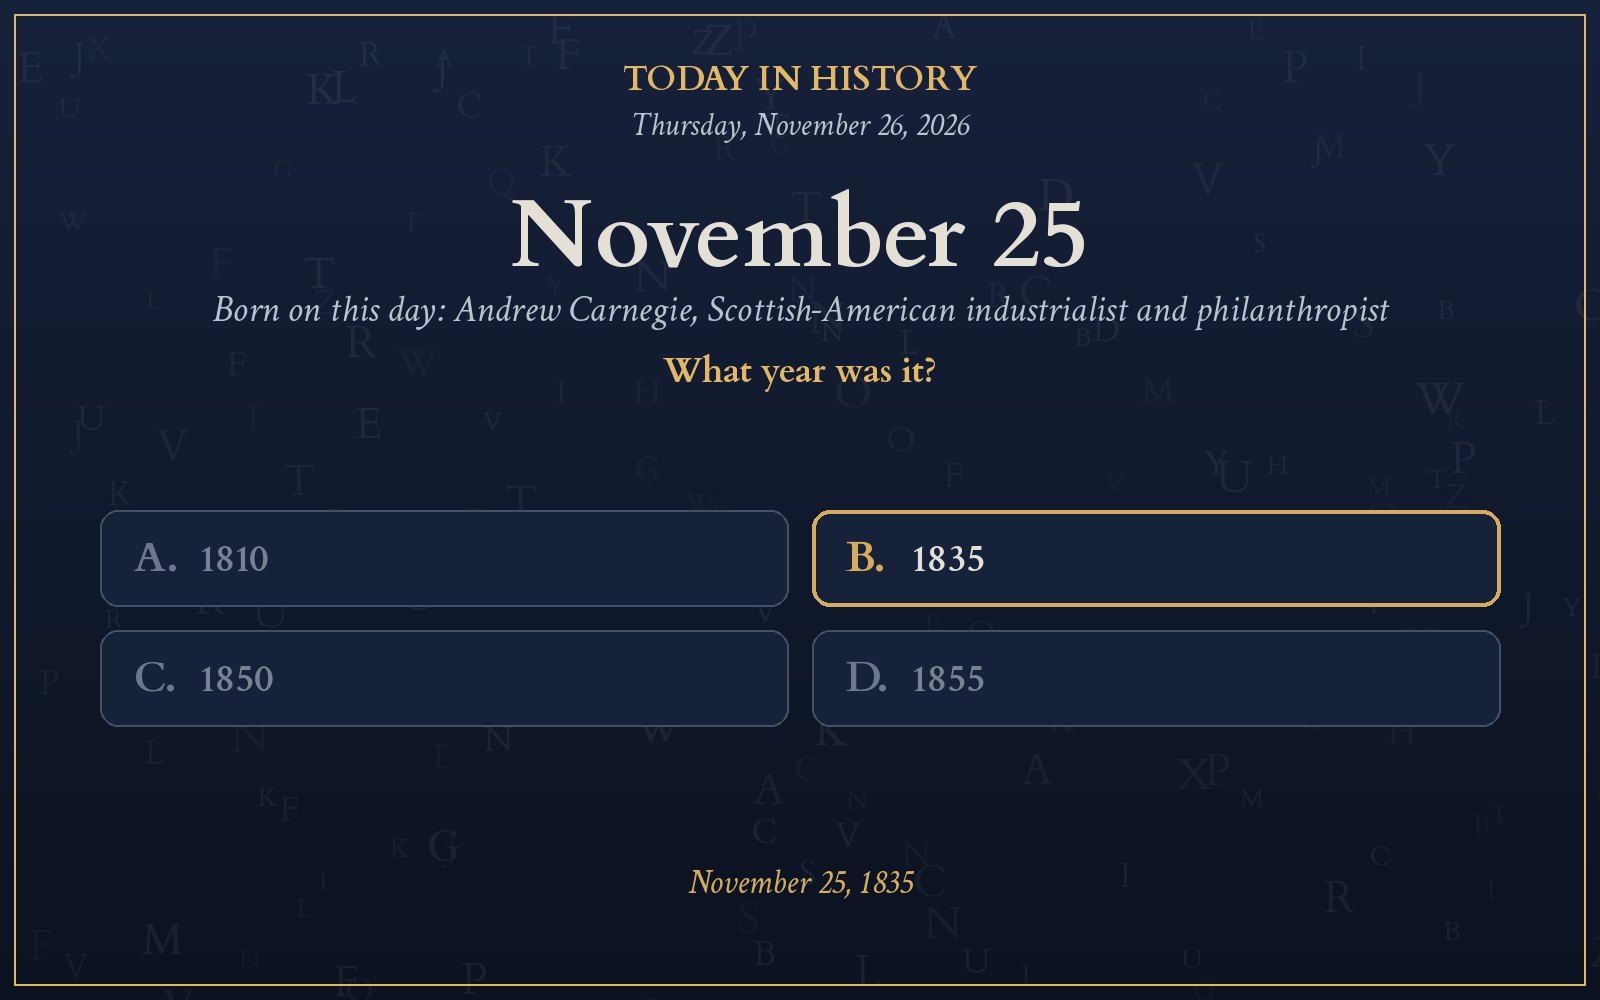 TODAY IN HISTORY
Thursday, November 26, 2026
November 25
Born on this day: Andrew Carnegie, Scottish-American industrialist and philanthropist
What year was it?
A. 1810
B. 1835
C. 1850
D. 1855
November 25, 1835